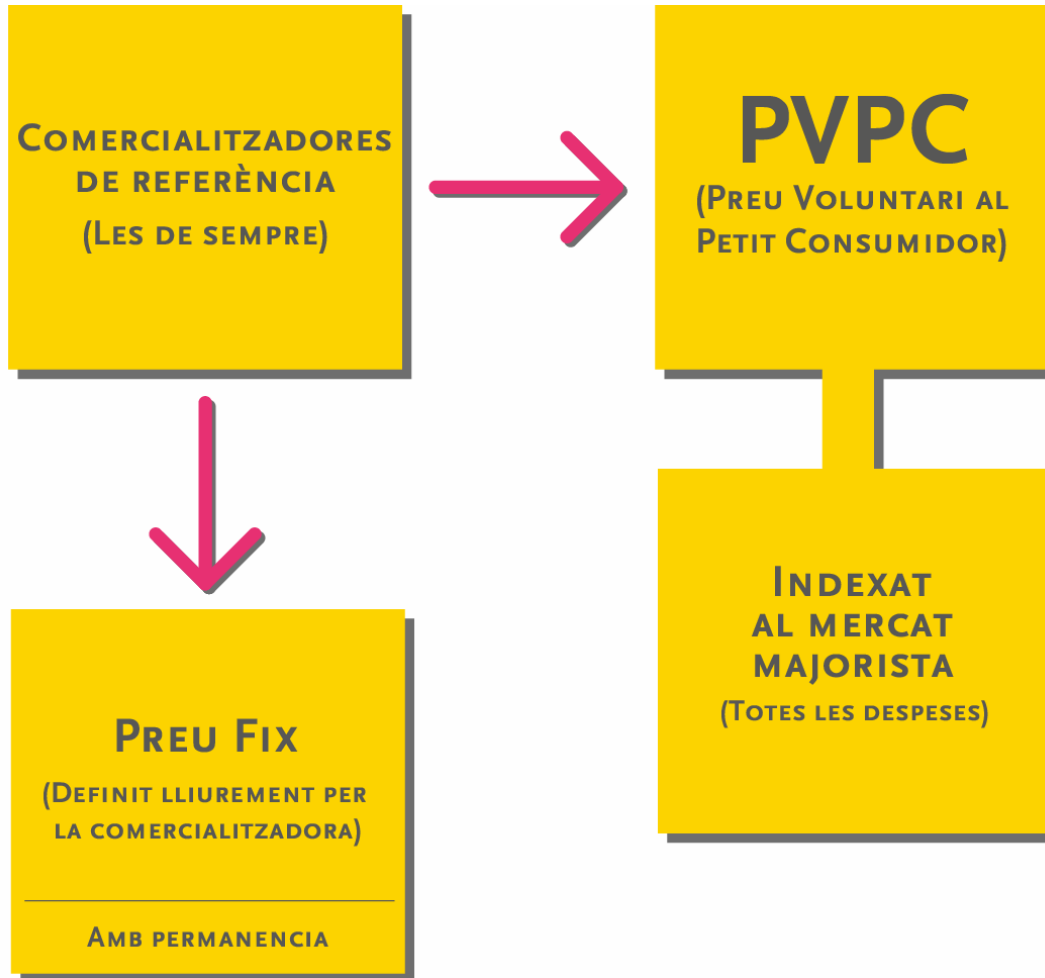 Comercialitzadores
de referència
(Les de sempre)
PVPC
(Preu Voluntari al
Petit Consumidor)
Indexat
al mercat
majorista
(Totes les despeses)
Preu Fix
(Definit lliurement per
la comercialitzadora)
Amb permanencia